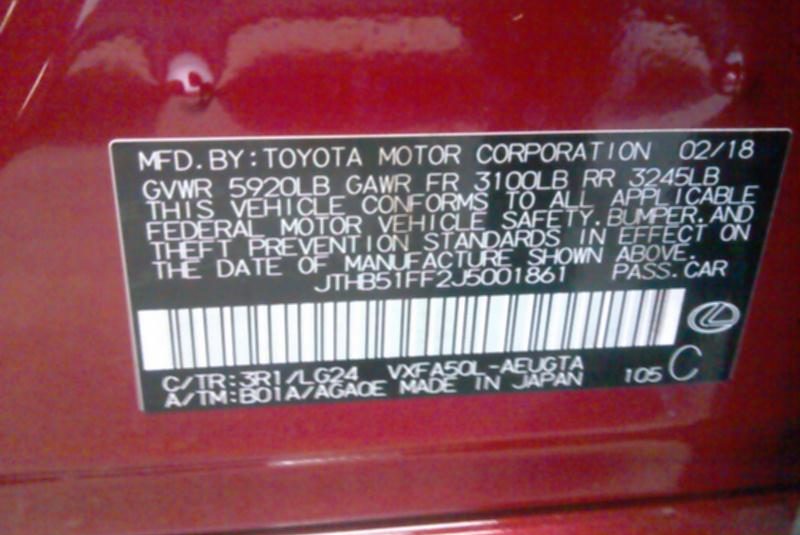 MFD.BY:TOYOTA MOTOR CORPORATION 02/18
GVWR 5920LB GAWR FR 3100LB RR 3245LB
THIS VEHICLE CONFORMS TO ALL APPLICABLE
FEDERAL MOTOR VEHICLE SAFETY.BUMPER.AND
THEFT PREVENTION STANDARDS IN EFFECT ON
THE DATE OF MANUFACTURE SHOWN ABOVE.
JTHB51FF2J5001861 PASS.CAR
C/TR:3R1/LG24 VXFA50L-AEUGTA
A/TM:B01A/AGA0E MADE IN JAPAN 105 C